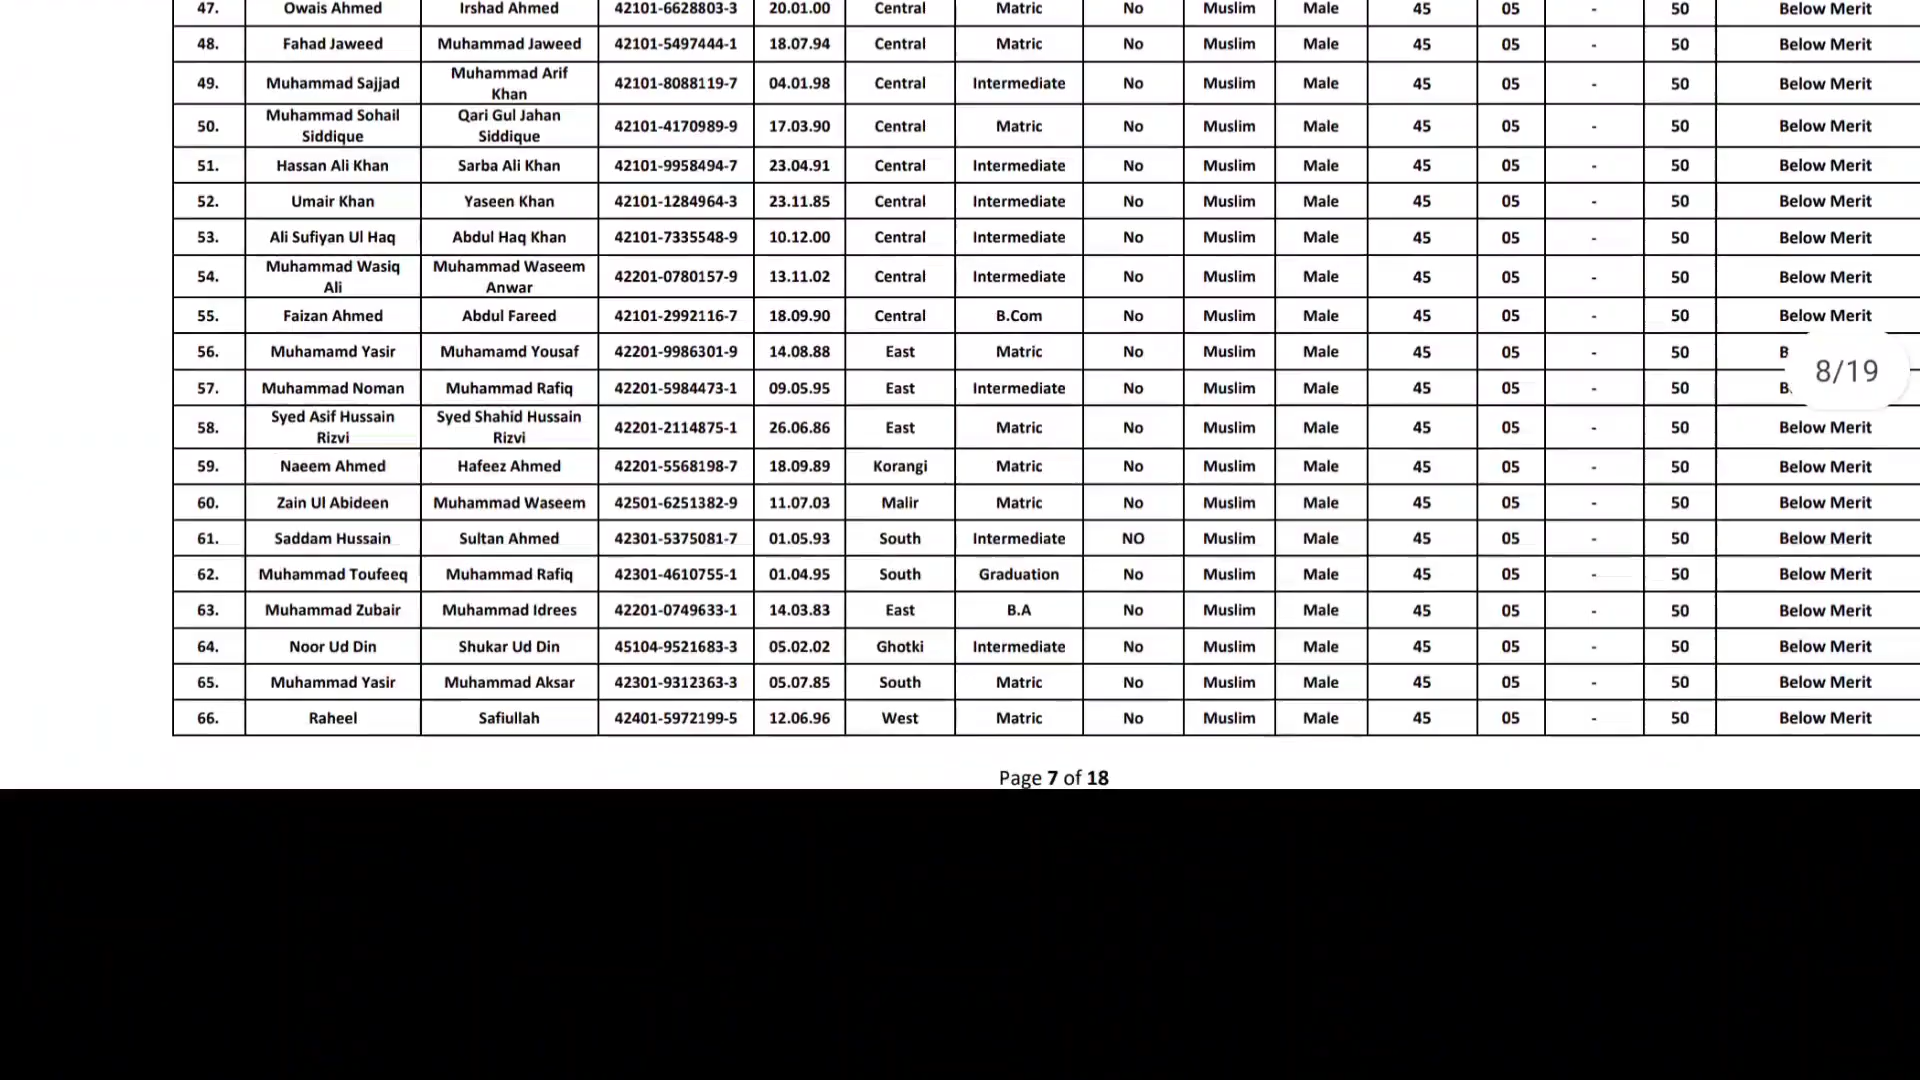 47. Owais Ahmed Irshad Ahmed 42101-6628803-3 20.01.00 Central Matric No Muslim Male 45 05 - 50 Below Merit
48. Fahad Jaweed Muhammad Jaweed 42101-5497444-1 18.07.94 Central Matric No Muslim Male 45 05 - 50 Below Merit
49. Muhammad Sajjad Muhammad Arif Khan 42101-8088119-7 04.01.98 Central Intermediate No Muslim Male 45 05 - 50 Below Merit
50. Muhammad Sohail Siddique Qari Gul Jahan Siddique 42101-4170989-9 17.03.90 Central Matric No Muslim Male 45 05 - 50 Below Merit
51. Hassan Ali Khan Sarba Ali Khan 42101-9958494-7 23.04.91 Central Intermediate No Muslim Male 45 05 - 50 Below Merit
52. Umair Khan Yaseen Khan 42101-1284964-3 23.11.85 Central Intermediate No Muslim Male 45 05 - 50 Below Merit
53. Ali Sufiyan Ul Haq Abdul Haq Khan 42101-7335548-9 10.12.00 Central Intermediate No Muslim Male 45 05 - 50 Below Merit
54. Muhammad Wasiq Ali Muhammad Waseem Anwar 42201-0780157-9 13.11.02 Central Intermediate No Muslim Male 45 05 - 50 Below Merit
55. Faizan Ahmed Abdul Fareed 42101-2992116-7 18.09.90 Central B.Com No Muslim Male 45 05 - 50 Below Merit
56. Muhamamd Yasir Muhamamd Yousaf 42201-9986301-9 14.08.88 East Matric No Muslim Male 45 05 - 50 B
8/19
57. Muhammad Noman Muhammad Rafiq 42201-5984473-1 09.05.95 East Intermediate No Muslim Male 45 05 - 50 B
58. Syed Asif Hussain Rizvi Syed Shahid Hussain Rizvi 42201-2114875-1 26.06.86 East Matric No Muslim Male 45 05 - 50 Below Merit
59. Naeem Ahmed Hafeez Ahmed 42201-5568198-7 18.09.89 Korangi Matric No Muslim Male 45 05 - 50 Below Merit
60. Zain Ul Abideen Muhammad Waseem 42501-6251382-9 11.07.03 Malir Matric No Muslim Male 45 05 - 50 Below Merit
61. Saddam Hussain Sultan Ahmed 42301-5375081-7 01.05.93 South Intermediate NO Muslim Male 45 05 - 50 Below Merit
62. Muhammad Toufeeq Muhammad Rafiq 42301-4610755-1 01.04.95 South Graduation No Muslim Male 45 05 - 50 Below Merit
63. Muhammad Zubair Muhammad Idrees 42201-0749633-1 14.03.83 East B.A No Muslim Male 45 05 - 50 Below Merit
64. Noor Ud Din Shukar Ud Din 45104-9521683-3 05.02.02 Ghotki Intermediate No Muslim Male 45 05 - 50 Below Merit
65. Muhammad Yasir Muhammad Aksar 42301-9312363-3 05.07.85 South Matric No Muslim Male 45 05 - 50 Below Merit
66. Raheel Safiullah 42401-5972199-5 12.06.96 West Matric No Muslim Male 45 05 - 50 Below Merit
Page 7 of 18